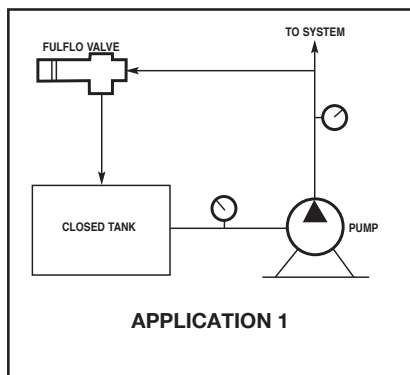 TO SYSTEM
FULFLO VALVE
CLOSED TANK
PUMP
APPLICATION 1